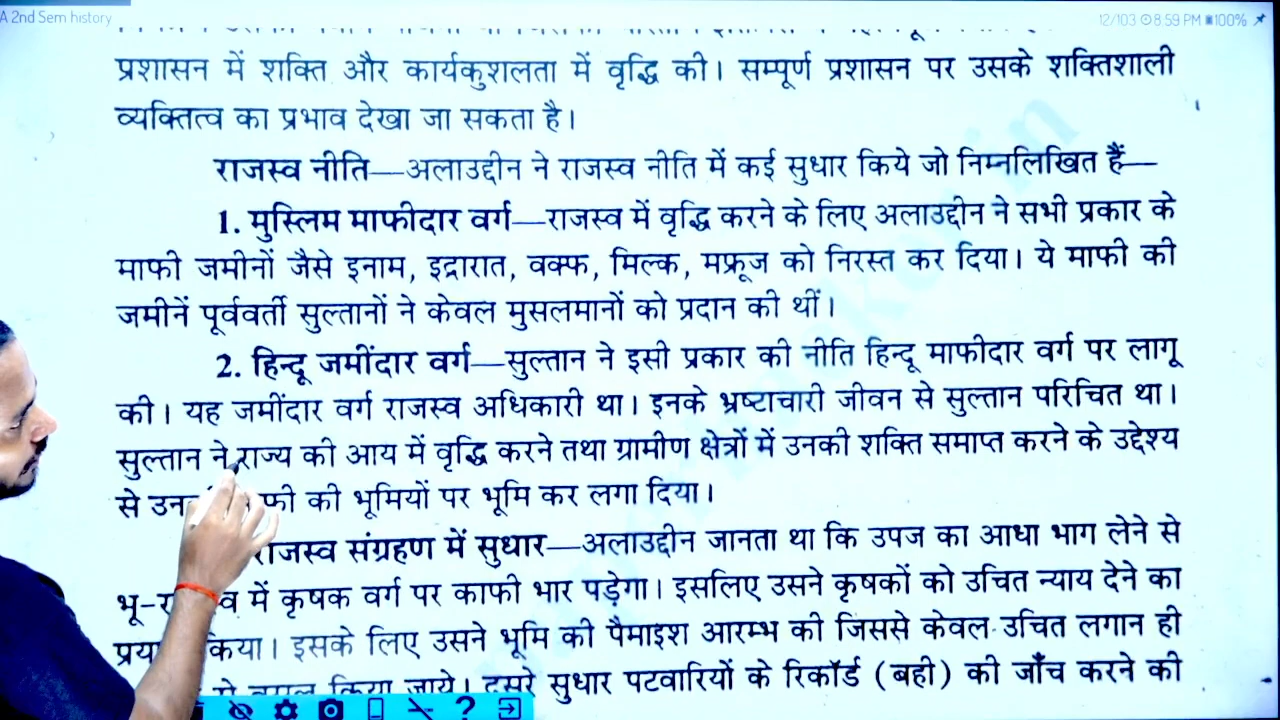 A 2nd Sem history
12/103 8:59 PM 100%
प्रशासन में शक्ति और कार्यकुशलता में वृद्धि की। सम्पूर्ण प्रशासन पर उसके शक्तिशाली
व्यक्तित्व का प्रभाव देखा जा सकता है।
राजस्व नीति—अलाउद्दीन ने राजस्व नीति में कई सुधार किये जो निम्नलिखित हैं—
1. मुस्लिम माफीदार वर्ग—राजस्व में वृद्धि करने के लिए अलाउद्दीन ने सभी प्रकार के
माफी जमीनों जैसे इनाम, इद्रारात, वक्फ, मिल्क, मफ्रूज को निरस्त कर दिया। ये माफी की
जमीनें पूर्ववर्ती सुल्तानों ने केवल मुसलमानों को प्रदान की थीं।
2. हिन्दू जमींदार वर्ग—सुल्तान ने इसी प्रकार की नीति हिन्दू माफीदार वर्ग पर लागू
की। यह जमींदार वर्ग राजस्व अधिकारी था। इनके भ्रष्टाचारी जीवन से सुल्तान परिचित था।
सुल्तान ने राज्य की आय में वृद्धि करने तथा ग्रामीण क्षेत्रों में उनकी शक्ति समाप्त करने के उद्देश्य
से की भूमियों पर भूमि कर लगा दिया।
राजस्व संग्रहण में सुधार—अलाउद्दीन जानता था कि उपज का आधा भाग लेने से
में कृषक वर्ग पर काफी भार पड़ेगा। इसलिए उसने कृषकों को उचित न्याय देने का
किया। इसके लिए उसने भूमि की पैमाइश आरम्भ की जिससे केवल उचित लगान ही
किया जाये। दूसरे सुधार पटवारियों के रिकॉर्ड (बही) की जाँच करने की